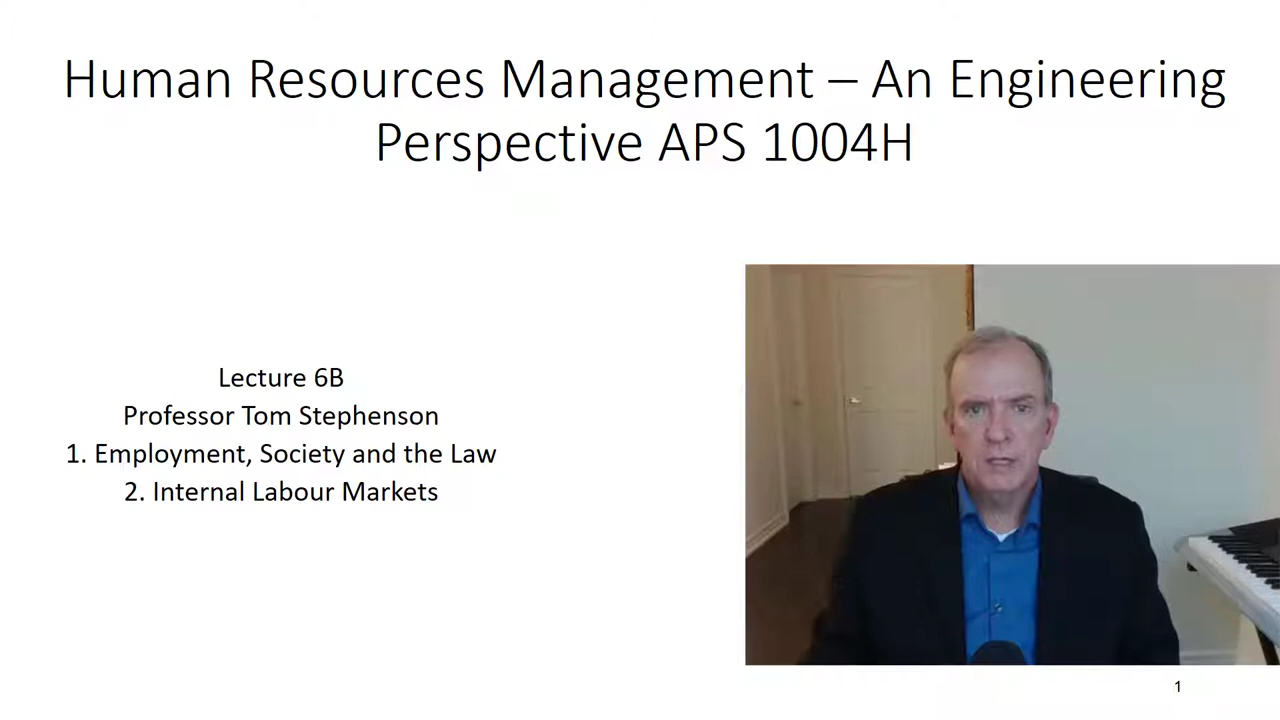 Human Resources Management – An Engineering
Perspective APS 1004H
Lecture 6B
Professor Tom Stephenson
1. Employment, Society and the Law
2. Internal Labour Markets
1